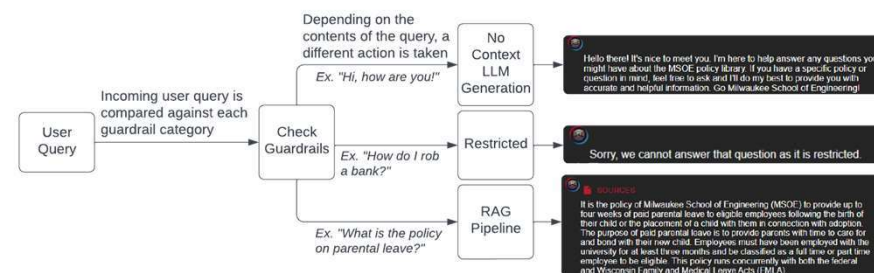 Depending on the
contents of the query, a
different action is taken
Ex. "Hi, how are you!"
No
Context
LLM
Generation
Hello there! It's nice to meet you. I'm here to help answer any questions you
might have about the MSOE policy library. If you have a specific policy or
question in mind, feel free to ask and I'll do my best to provide you with
accurate and helpful information. Go Milwaukee School of Engineering!
Incoming user query is
compared against each
guardrail category
User
Query
Check
Guardrails
Ex. "How do I rob
a bank?"
Restricted
Sorry, we cannot answer that question as it is restricted.
Ex. "What is the policy
on parental leave?"
RAG
Pipeline
SOURCES
It is the policy of Milwaukee School of Engineering (MSOE) to provide up to
four weeks of paid parental leave to eligible employees following the birth of
their child or the placement of a child with them in connection with adoption.
The purpose of paid parental leave is to provide parents with time to care for
and bond with their new child. Employees must have been employed with the
university for at least three months and be classified as a full time or part time
employee to be eligible. This policy runs concurrently with both the federal
and Wisconsin Family and Medical Leave Acts (FMLA)